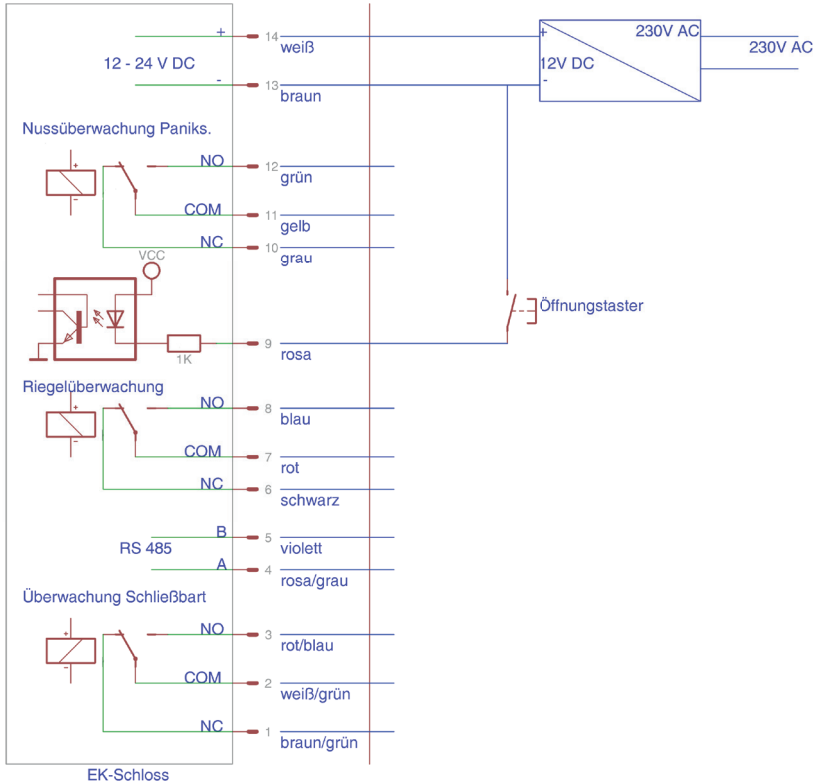 + 14 weiß
12 - 24 V DC
- 13 braun
+ 230V AC
12V DC
-
230V AC
Nussüberwachung Paniks.
+
-
NO 12 grün
COM 11 gelb
NC 10 grau
VCC
1K
9 rosa
Öffnungstaster
Riegelüberwachung
+
-
NO 8 blau
COM 7 rot
NC 6 schwarz
RS 485
B 5 violett
A 4 rosa/grau
Überwachung Schließbart
+
-
NO 3 rot/blau
COM 2 weiß/grün
NC 1 braun/grün
EK-Schloss